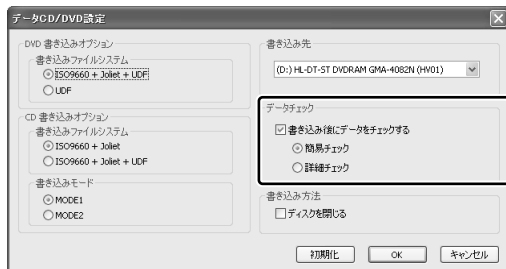 データCD/DVD設定
DVD 書き込みオプション
書き込みファイルシステム
ISO9660 + Joliet + UDF
UDF
CD 書き込みオプション
書き込みファイルシステム
ISO9660 + Joliet
ISO9660 + Joliet + UDF
書き込みモード
MODE1
MODE2
書き込み先
(D:) HL-DT-ST DVDRAM GMA-4082N (HV01)
データチェック
書き込み後にデータをチェックする
簡易チェック
詳細チェック
書き込み方法
ディスクを閉じる
初期化
OK
キャンセル